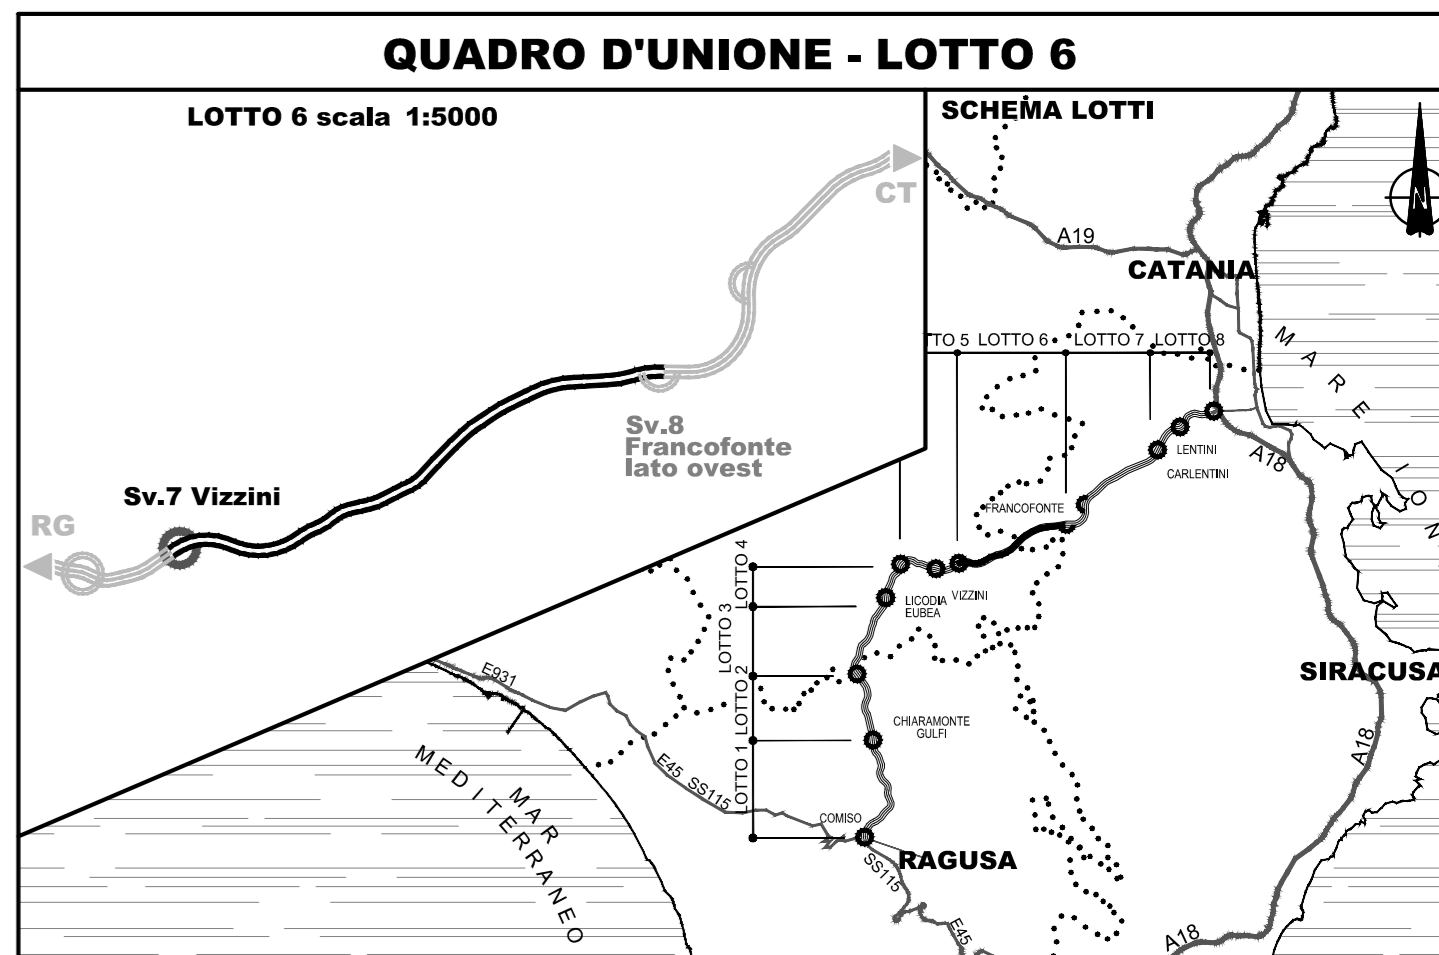 QUADRO D'UNIONE - LOTTO 6
LOTTO 6 scala 1:5000
SCHEMA LOTTI
CT
N
A19
CATANIA
TTO 5
LOTTO 6
LOTTO 7
LOTTO 8
MARE
ION
Sv.8
Francofonte
lato ovest
A18
LENTINI
CARLENTINI
Sv.7 Vizzini
FRANCOFONTE
RG
LOTTO 4
LICODIA
EUBEA
VIZZINI
LOTTO 3
E931
LOTTO 2
SIRACUSA
CHIARAMONTE
GULFI
A18
LOTTO 1
E45 SS115
MAR
MEDITERRANEO
COMISO
RAGUSA
SS115
E45
A18